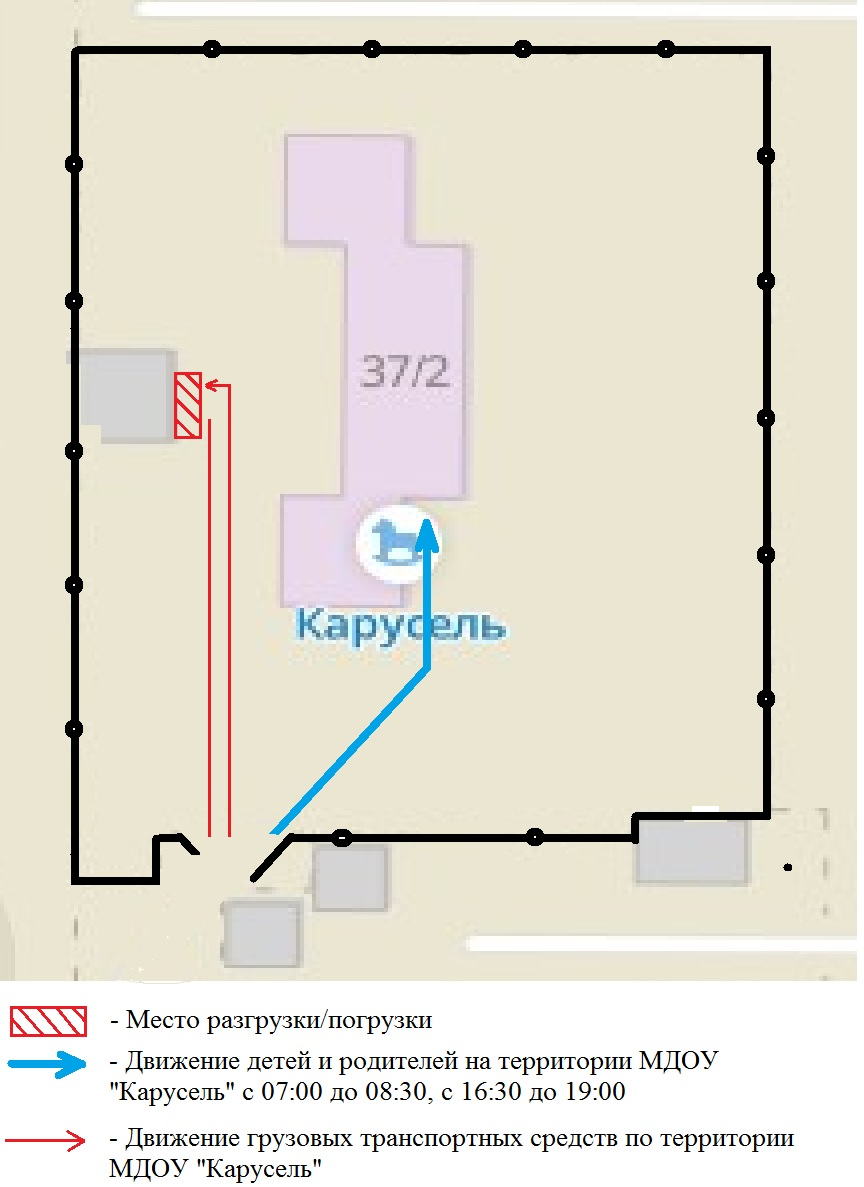 37/2
Карусель
- Место разгрузки/погрузки
- Движение детей и родителей на территории МДОУ
"Карусель" с 07:00 до 08:30, с 16:30 до 19:00
- Движение грузовых транспортных средств по территории
МДОУ "Карусель"